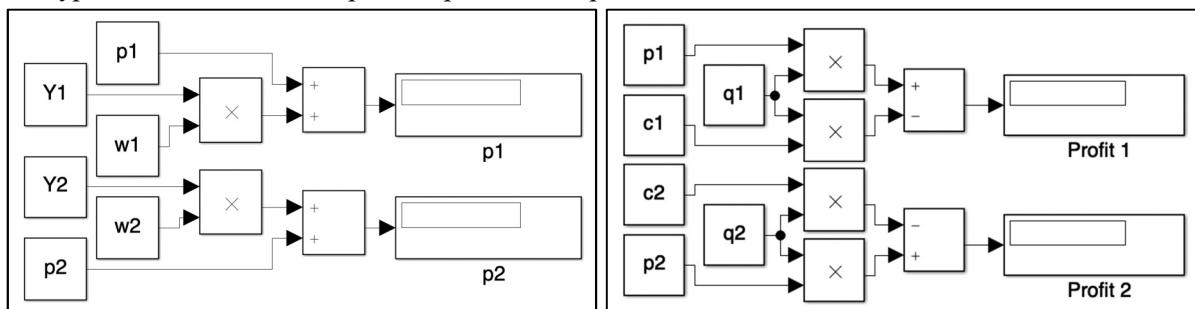 p1
Y1
×
+
+
w1
p1
Y2
×
+
+
w2
p2
p2
p1
×
q1
+
−
c1
×
Profit 1
c2
×
q2
−
+
p2
×
Profit 2